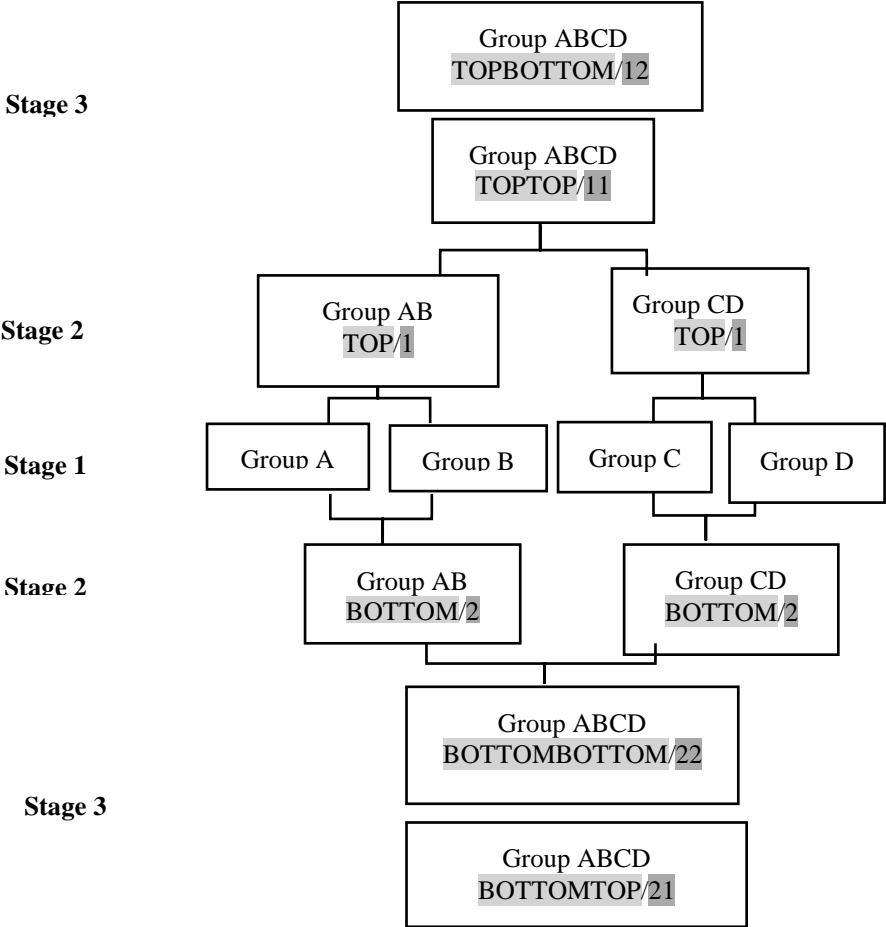 Group ABCD
TOPBOTTOM/12
Stage 3
Group ABCD
TOPTOP/11
Stage 2
Group AB
TOP/1
Group CD
TOP/1
Stage 1
Group A
Group B
Group C
Group D
Stage 2
Group AB
BOTTOM/2
Group CD
BOTTOM/2
Group ABCD
BOTTOMBOTTOM/22
Stage 3
Group ABCD
BOTTOMTOP/21